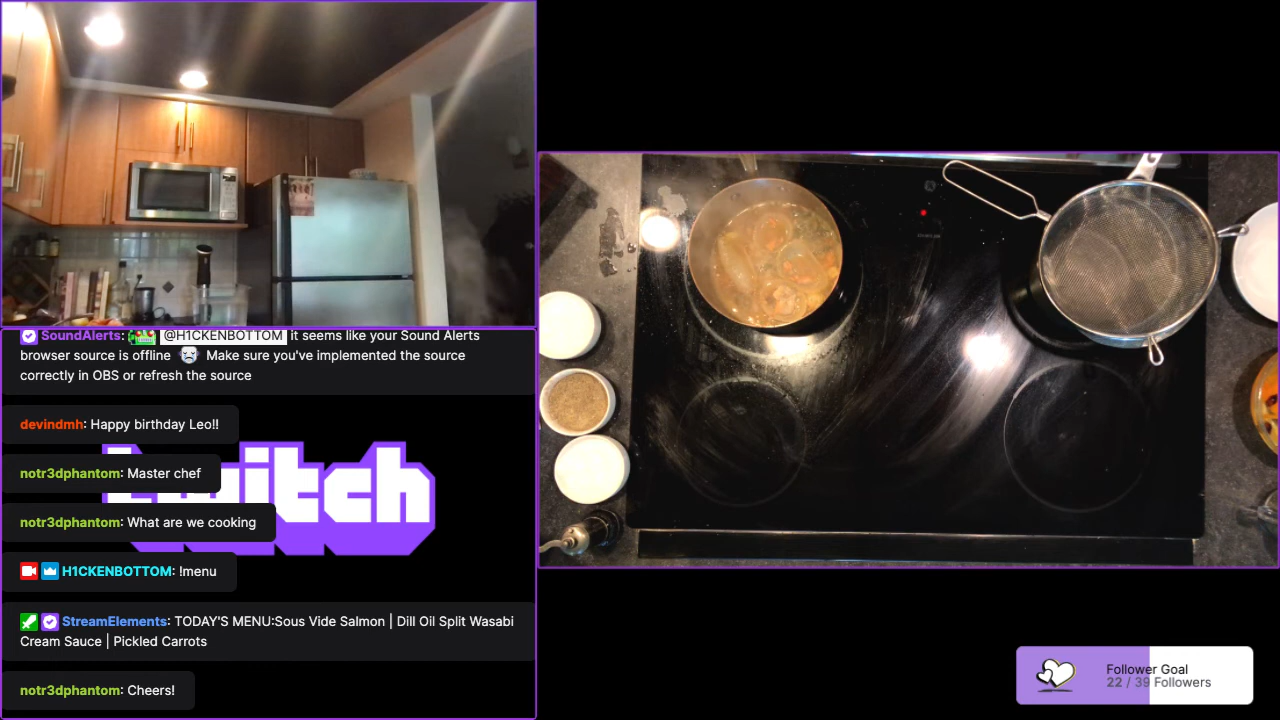 SoundAlerts: @H1CKENBOTTOM it seems like your Sound Alerts
browser source is offline Make sure you've implemented the source
correctly in OBS or refresh the source
devindmh: Happy birthday Leo!!
notr3dphantom: Master chef
twitch
notr3dphantom: What are we cooking
H1CKENBOTTOM: !menu
StreamElements: TODAY'S MENU:Sous Vide Salmon | Dill Oil Split Wasabi
Cream Sauce | Pickled Carrots
notr3dphantom: Cheers!
Follower Goal
22 / 39 Followers